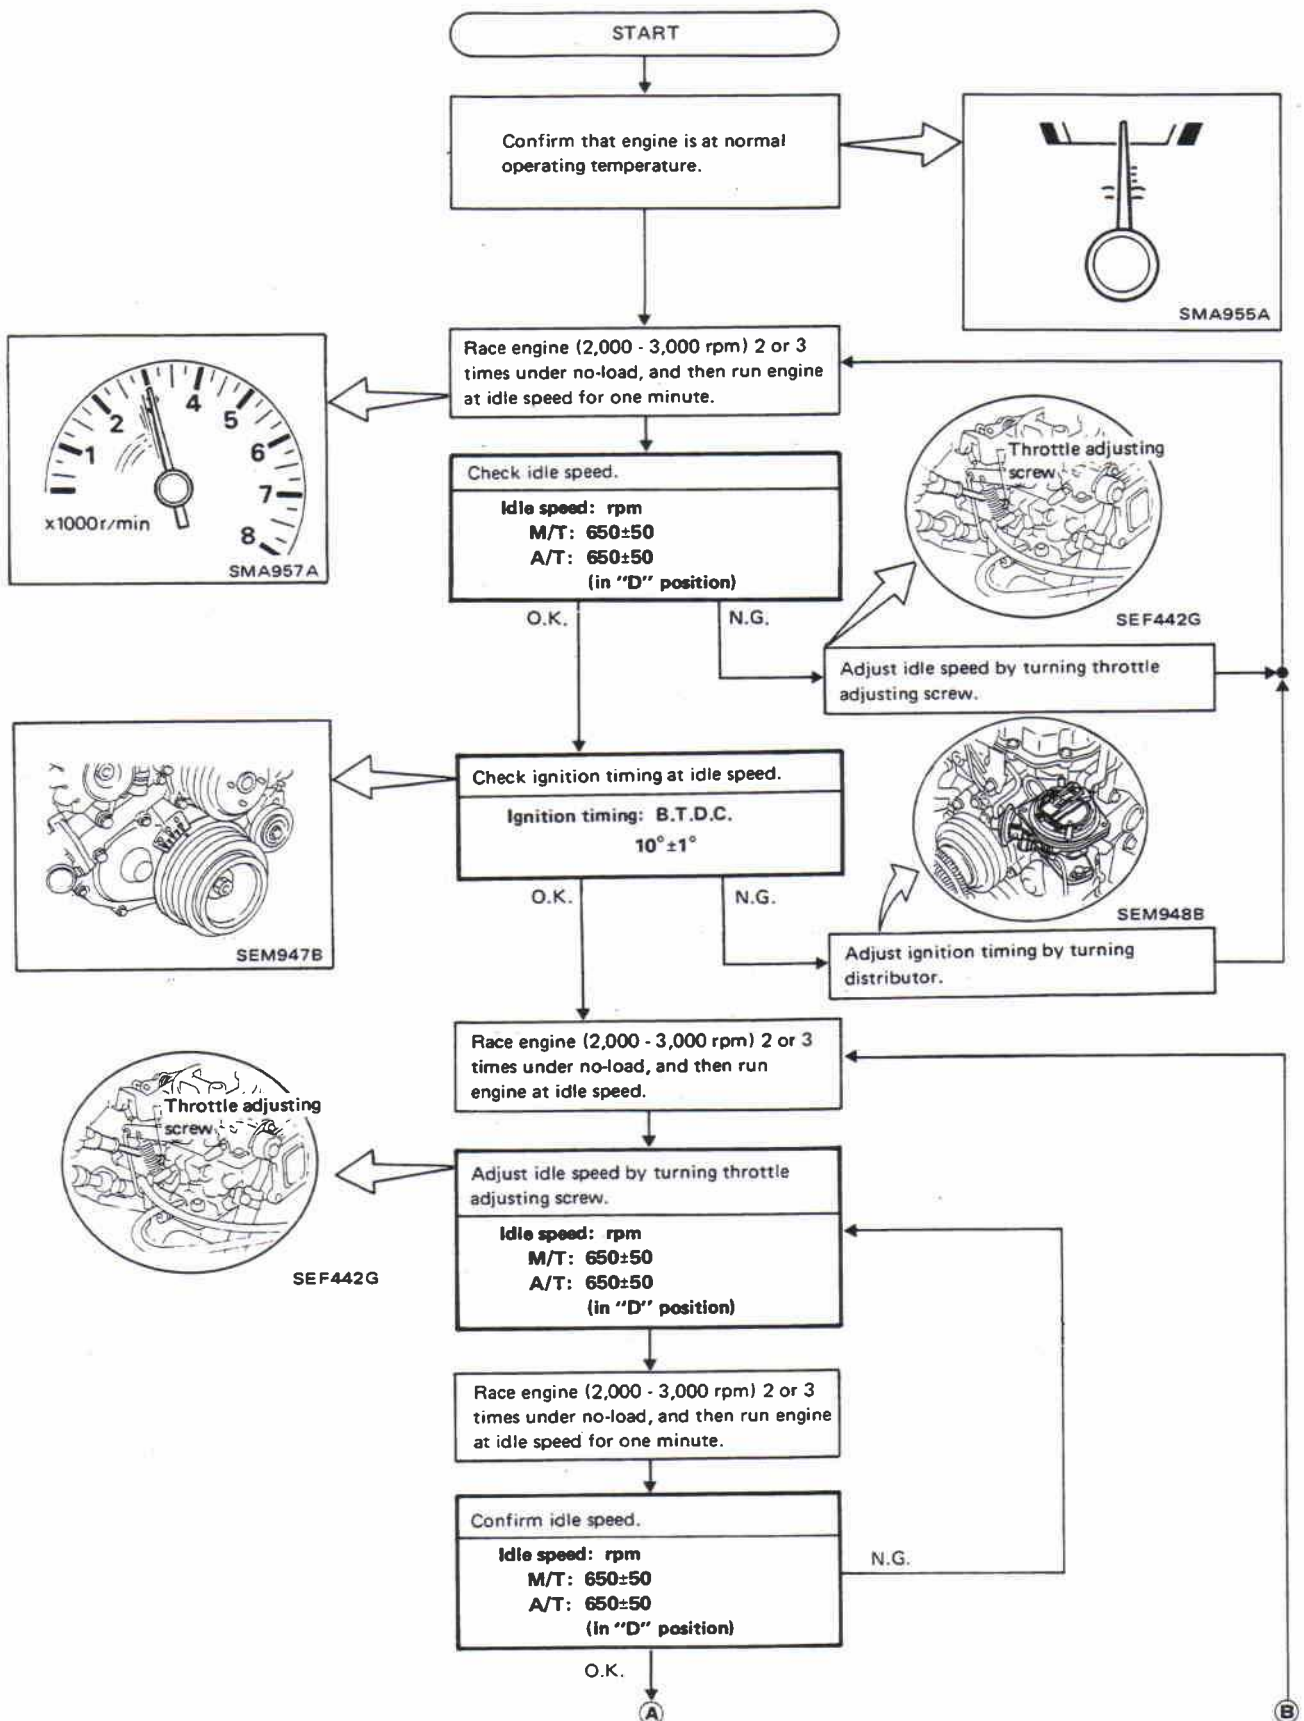 START
Confirm that engine is at normal
operating temperature.
SMA955A
Race engine (2,000 - 3,000 rpm) 2 or 3
times under no-load, and then run engine
at idle speed for one minute.
1
2
4
5
6
7
8
x1000r/min
SMA957A
Check idle speed.
Idle speed: rpm
M/T: 650±50
A/T: 650±50
(in "D" position)
Throttle adjusting
screw
SEF442G
O.K.
N.G.
Adjust idle speed by turning throttle
adjusting screw.
SEM947B
Check ignition timing at idle speed.
Ignition timing: B.T.D.C.
10°±1°
SEM948B
O.K.
N.G.
Adjust ignition timing by turning
distributor.
Race engine (2,000 - 3,000 rpm) 2 or 3
times under no-load, and then run
engine at idle speed.
Throttle adjusting
screw
SEF442G
Adjust idle speed by turning throttle
adjusting screw.
Idle speed: rpm
M/T: 650±50
A/T: 650±50
(in "D" position)
Race engine (2,000 - 3,000 rpm) 2 or 3
times under no-load, and then run engine
at idle speed for one minute.
Confirm idle speed.
Idle speed: rpm
M/T: 650±50
A/T: 650±50
(in "D" position)
N.G.
O.K.
A
B